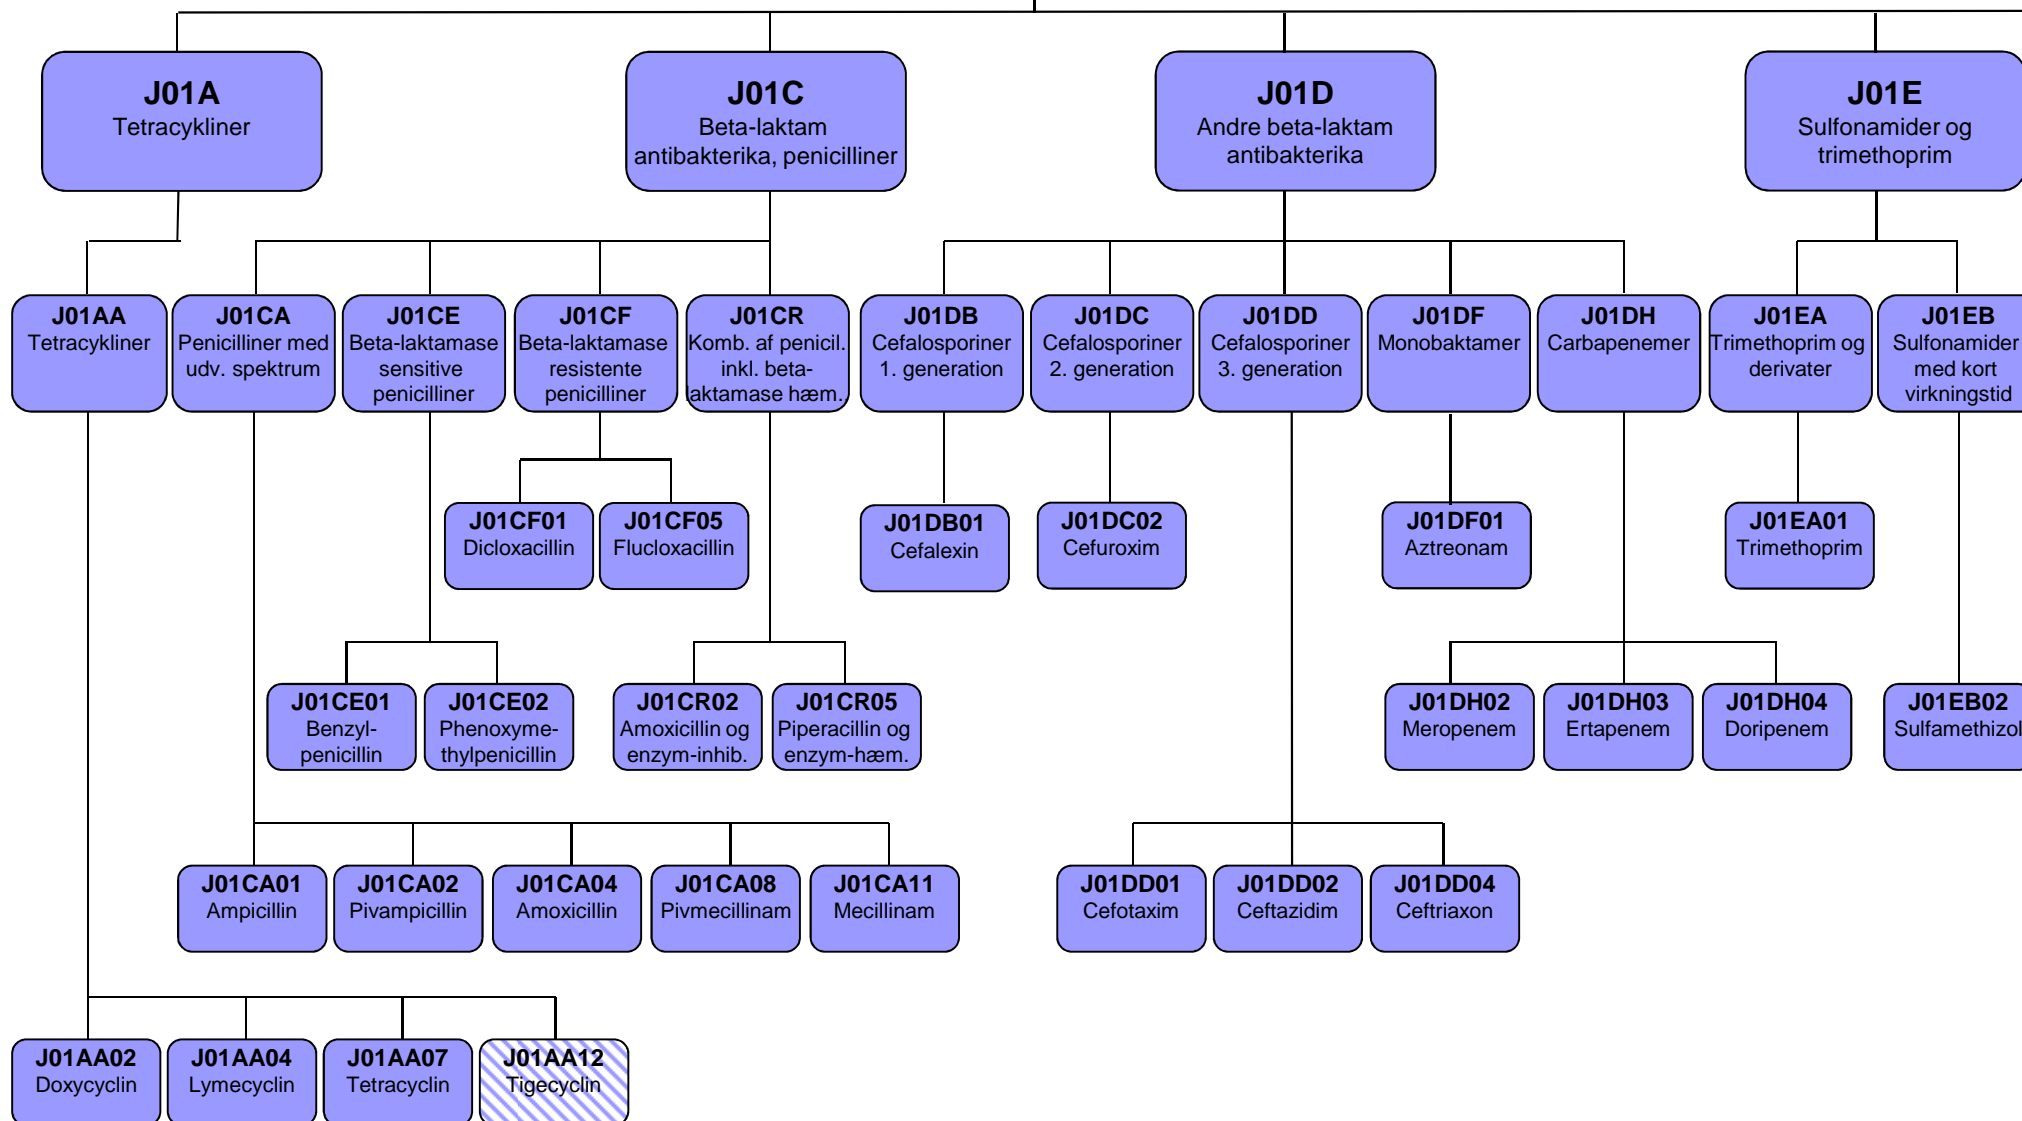 J01A
Tetracykliner
J01C
Beta-laktam
antibakterika, penicilliner
J01D
Andre beta-laktam
antibakterika
J01E
Sulfonamider og
trimethoprim
J01AA
Tetracykliner
J01CA
Penicilliner med
udv. spektrum
J01CE
Beta-laktamase
sensitive
penicilliner
J01CF
Beta-laktamase
resistente
penicilliner
J01CR
Komb. af penicil.
inkl. beta-
laktamase hæm.
J01DB
Cefalosporiner
1. generation
J01DC
Cefalosporiner
2. generation
J01DD
Cefalosporiner
3. generation
J01DF
Monobaktamer
J01DH
Carbapenemer
J01EA
Trimethoprim og
derivater
J01EB
Sulfonamider
med kort
virkningstid
J01CF01
Dicloxacillin
J01CF05
Flucloxacillin
J01DB01
Cefalexin
J01DC02
Cefuroxim
J01DF01
Aztreonam
J01EA01
Trimethoprim
J01CE01
Benzyl-
penicillin
J01CE02
Phenoxyme-
thylpenicillin
J01CR02
Amoxicillin og
enzym-inhib.
J01CR05
Piperacillin og
enzym-hæm.
J01DH02
Meropenem
J01DH03
Ertapenem
J01DH04
Doripenem
J01EB02
Sulfamethizol
J01CA01
Ampicillin
J01CA02
Pivampicillin
J01CA04
Amoxicillin
J01CA08
Pivmecillinam
J01CA11
Mecillinam
J01DD01
Cefotaxim
J01DD02
Ceftazidim
J01DD04
Ceftriaxon
J01AA02
Doxycyclin
J01AA04
Lymecyclin
J01AA07
Tetracyclin
J01AA12
Tigecyclin